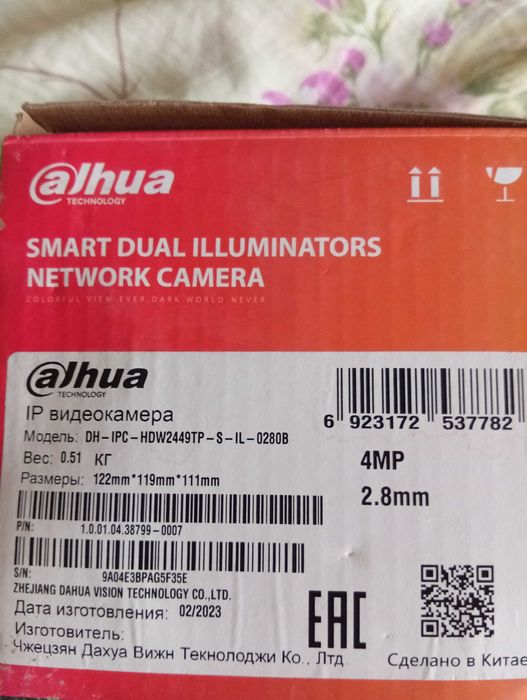 alhua
TECHNOLOGY
SMART DUAL ILLUMINATORS
NETWORK CAMERA
COLORFUL VIEW EVER,DARK WORLD NEVER
alhua
TECHNOLOGY
IP видеокамера
Модель: DH-IPC-HDW2449TP-S-IL-0280B
Вес: 0.51 КГ
Размеры: 122mm*119mm*111mm
6 923172 537782
4MP
2.8mm
P/N: 1.0.01.04.38799-0007
S/N: 9A04E3BPAG5F35E
ZHEJIANG DAHUA VISION TECHNOLOGY CO.,LTD.
Дата изготовления: 02/2023
Изготовитель:
Чжецзян Дахуа Вижн Текнолоджи Ко., Лтд
EAC
Сделано в Китае